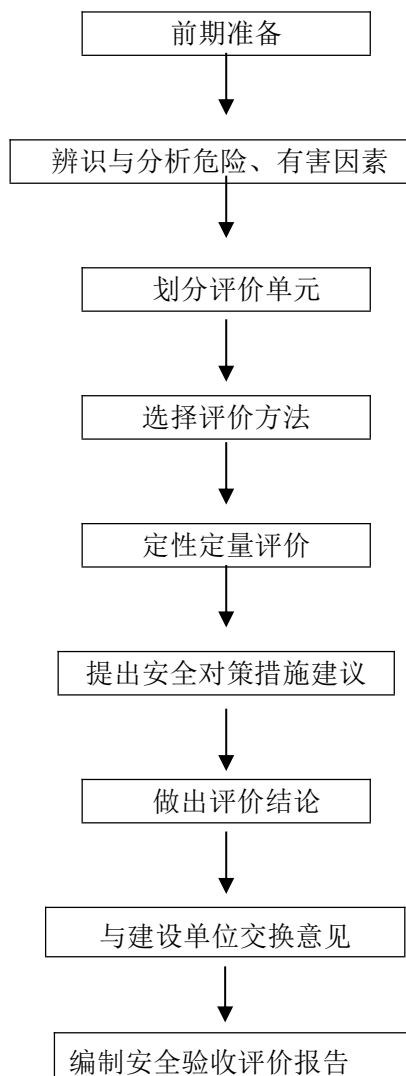 前期准备
辨识与分析危险、有害因素
划分评价单元
选择评价方法
定性定量评价
提出安全对策措施建议
做出评价结论
与建设单位交换意见
编制安全验收评价报告